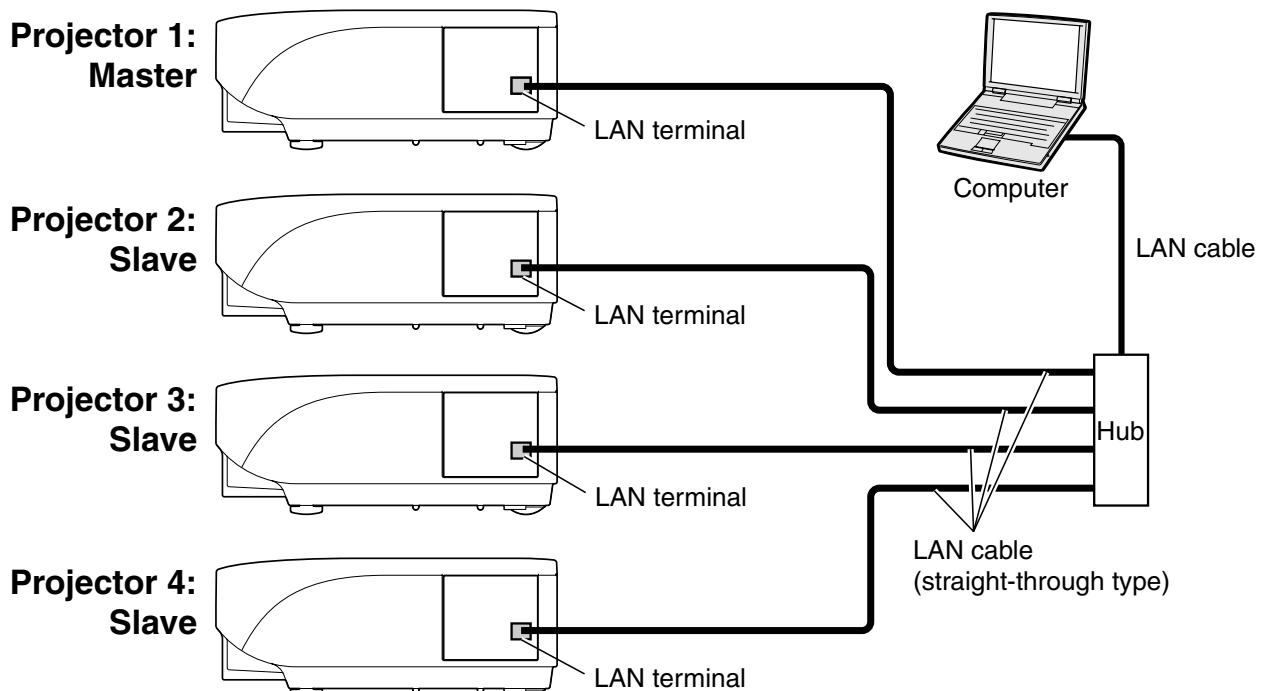 Projector 1:
Master
LAN terminal
Computer
Projector 2:
Slave
LAN terminal
LAN cable
Projector 3:
Slave
LAN terminal
Hub
LAN cable
(straight-through type)
Projector 4:
Slave
LAN terminal